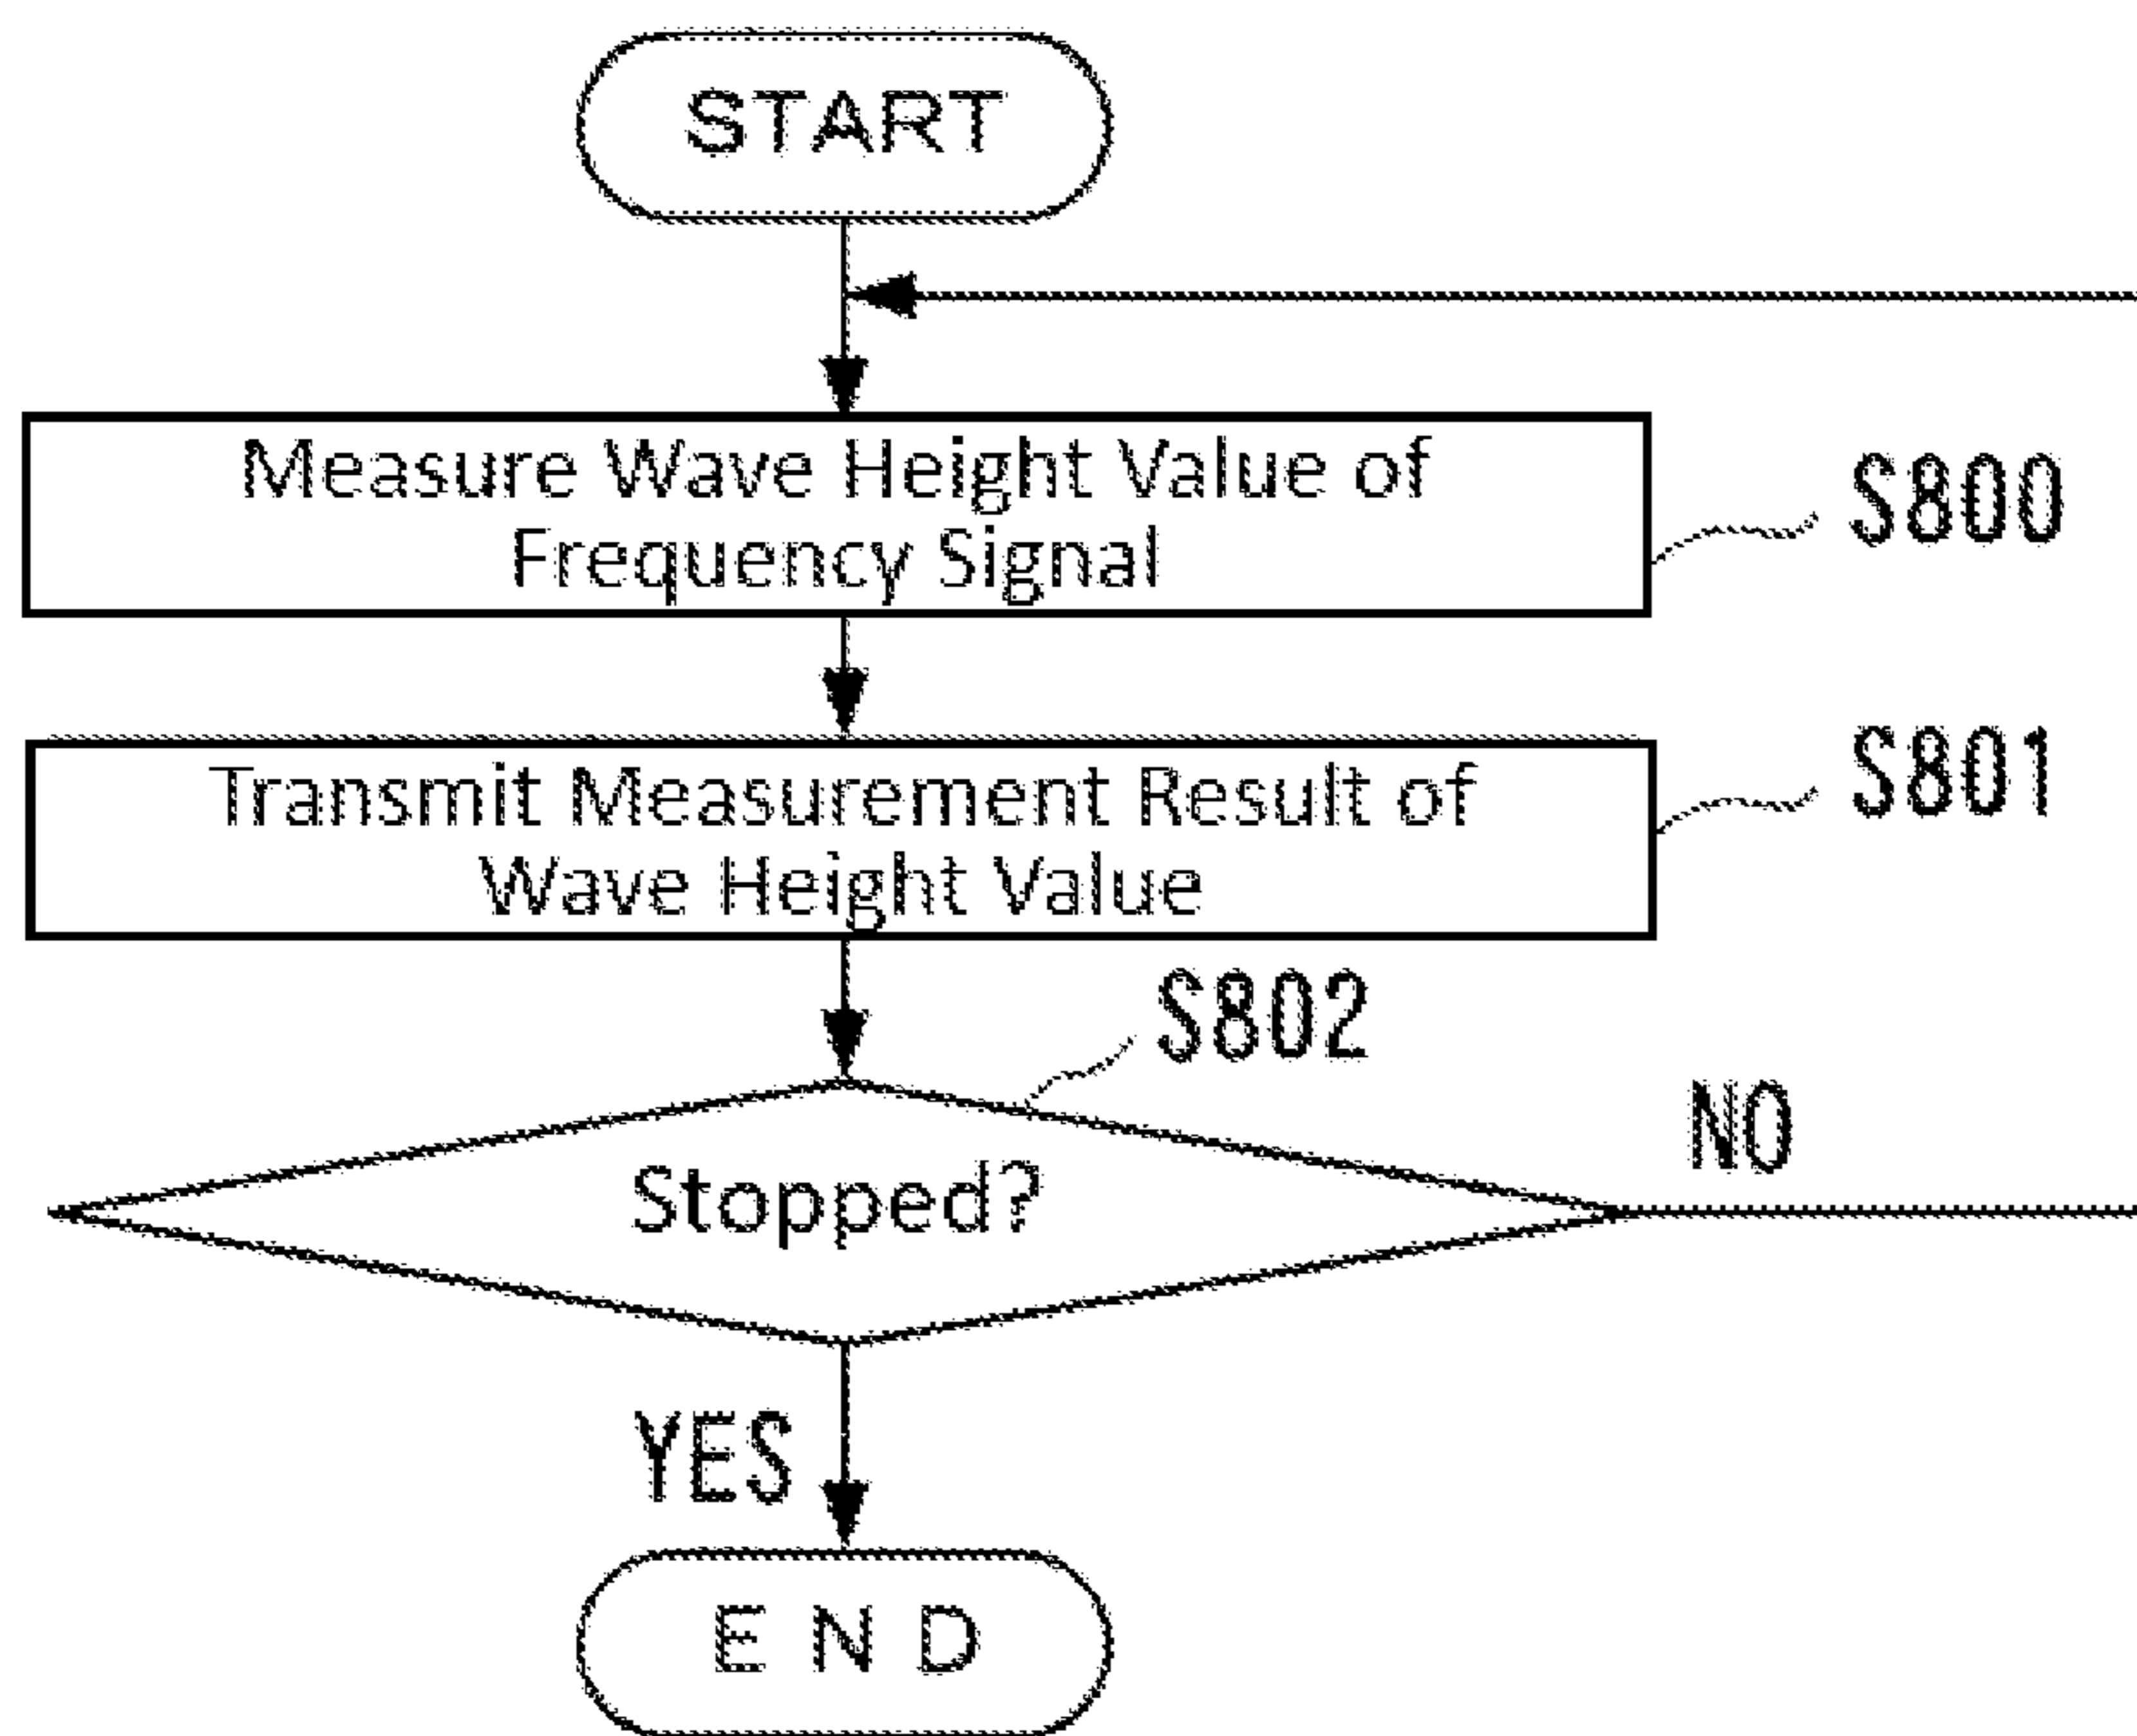 START
Measure Wave Height Value of
Frequency Signal
S800
Transmit Measurement Result of
Wave Height Value
S801
S802
Stopped?
NO
YES
END